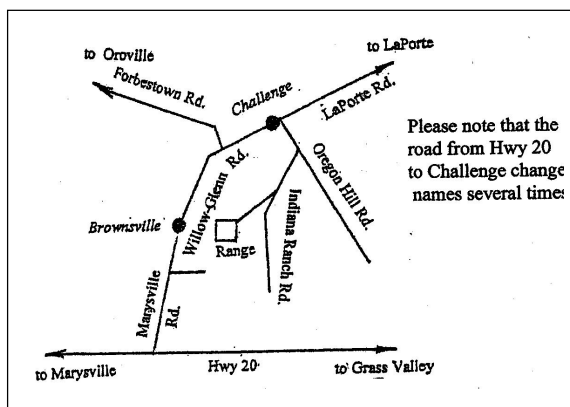 to Oroville
Forbestown Rd.
Challenge
to LaPorte
LaPorte Rd.
Please note that the
road from Hwy 20
to Challenge change
names several times
Oregon Hill Rd.
Willow-Glenn Rd.
Indiana Ranch Rd.
Brownsville
Range
Marysville
Rd.
to Marysville
Hwy 20
to Grass Valley